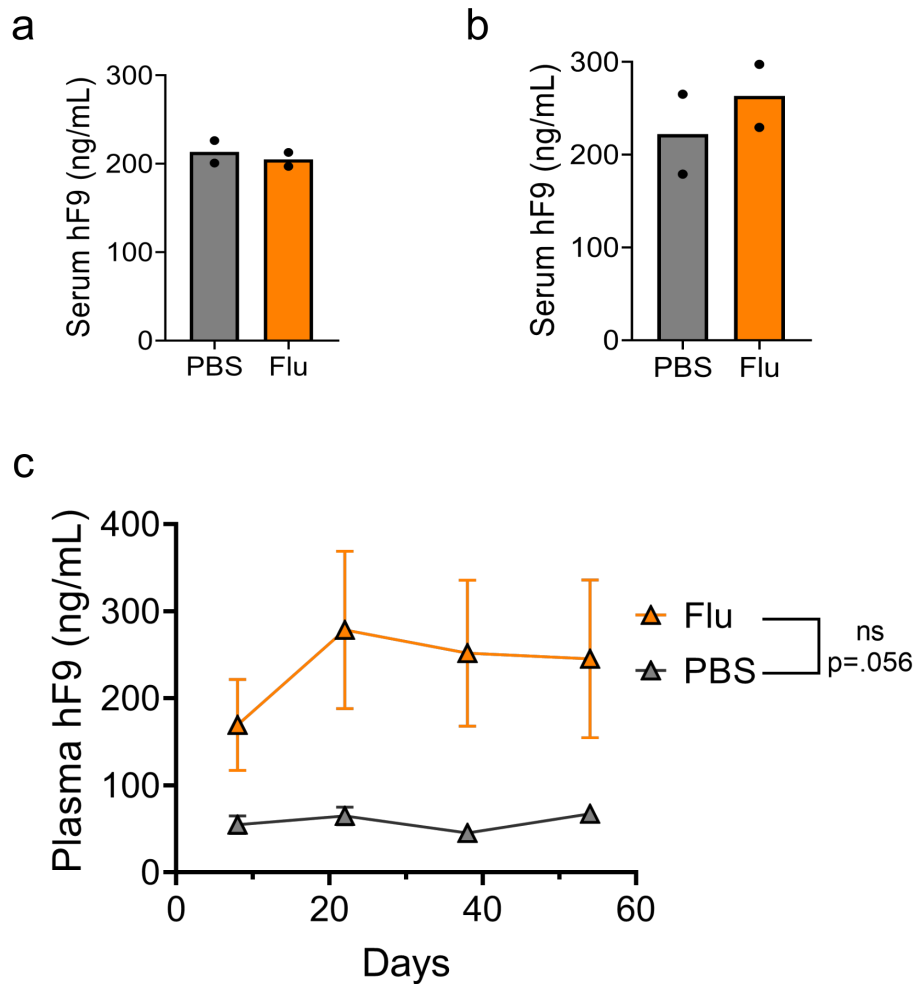 a
Serum hF9 (ng/mL)
300
200
100
0
PBS Flu
b
Serum hF9 (ng/mL)
300
200
100
0
PBS Flu
c
Plasma hF9 (ng/mL)
400
300
200
100
0
0 20 40 60
Days
Flu
PBS
ns
p=.056